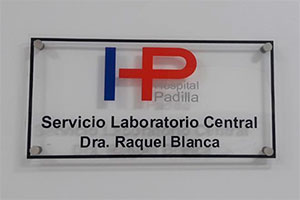 HP
Hospital
Padilla
Servicio Laboratorio Central
Dra. Raquel Blanca